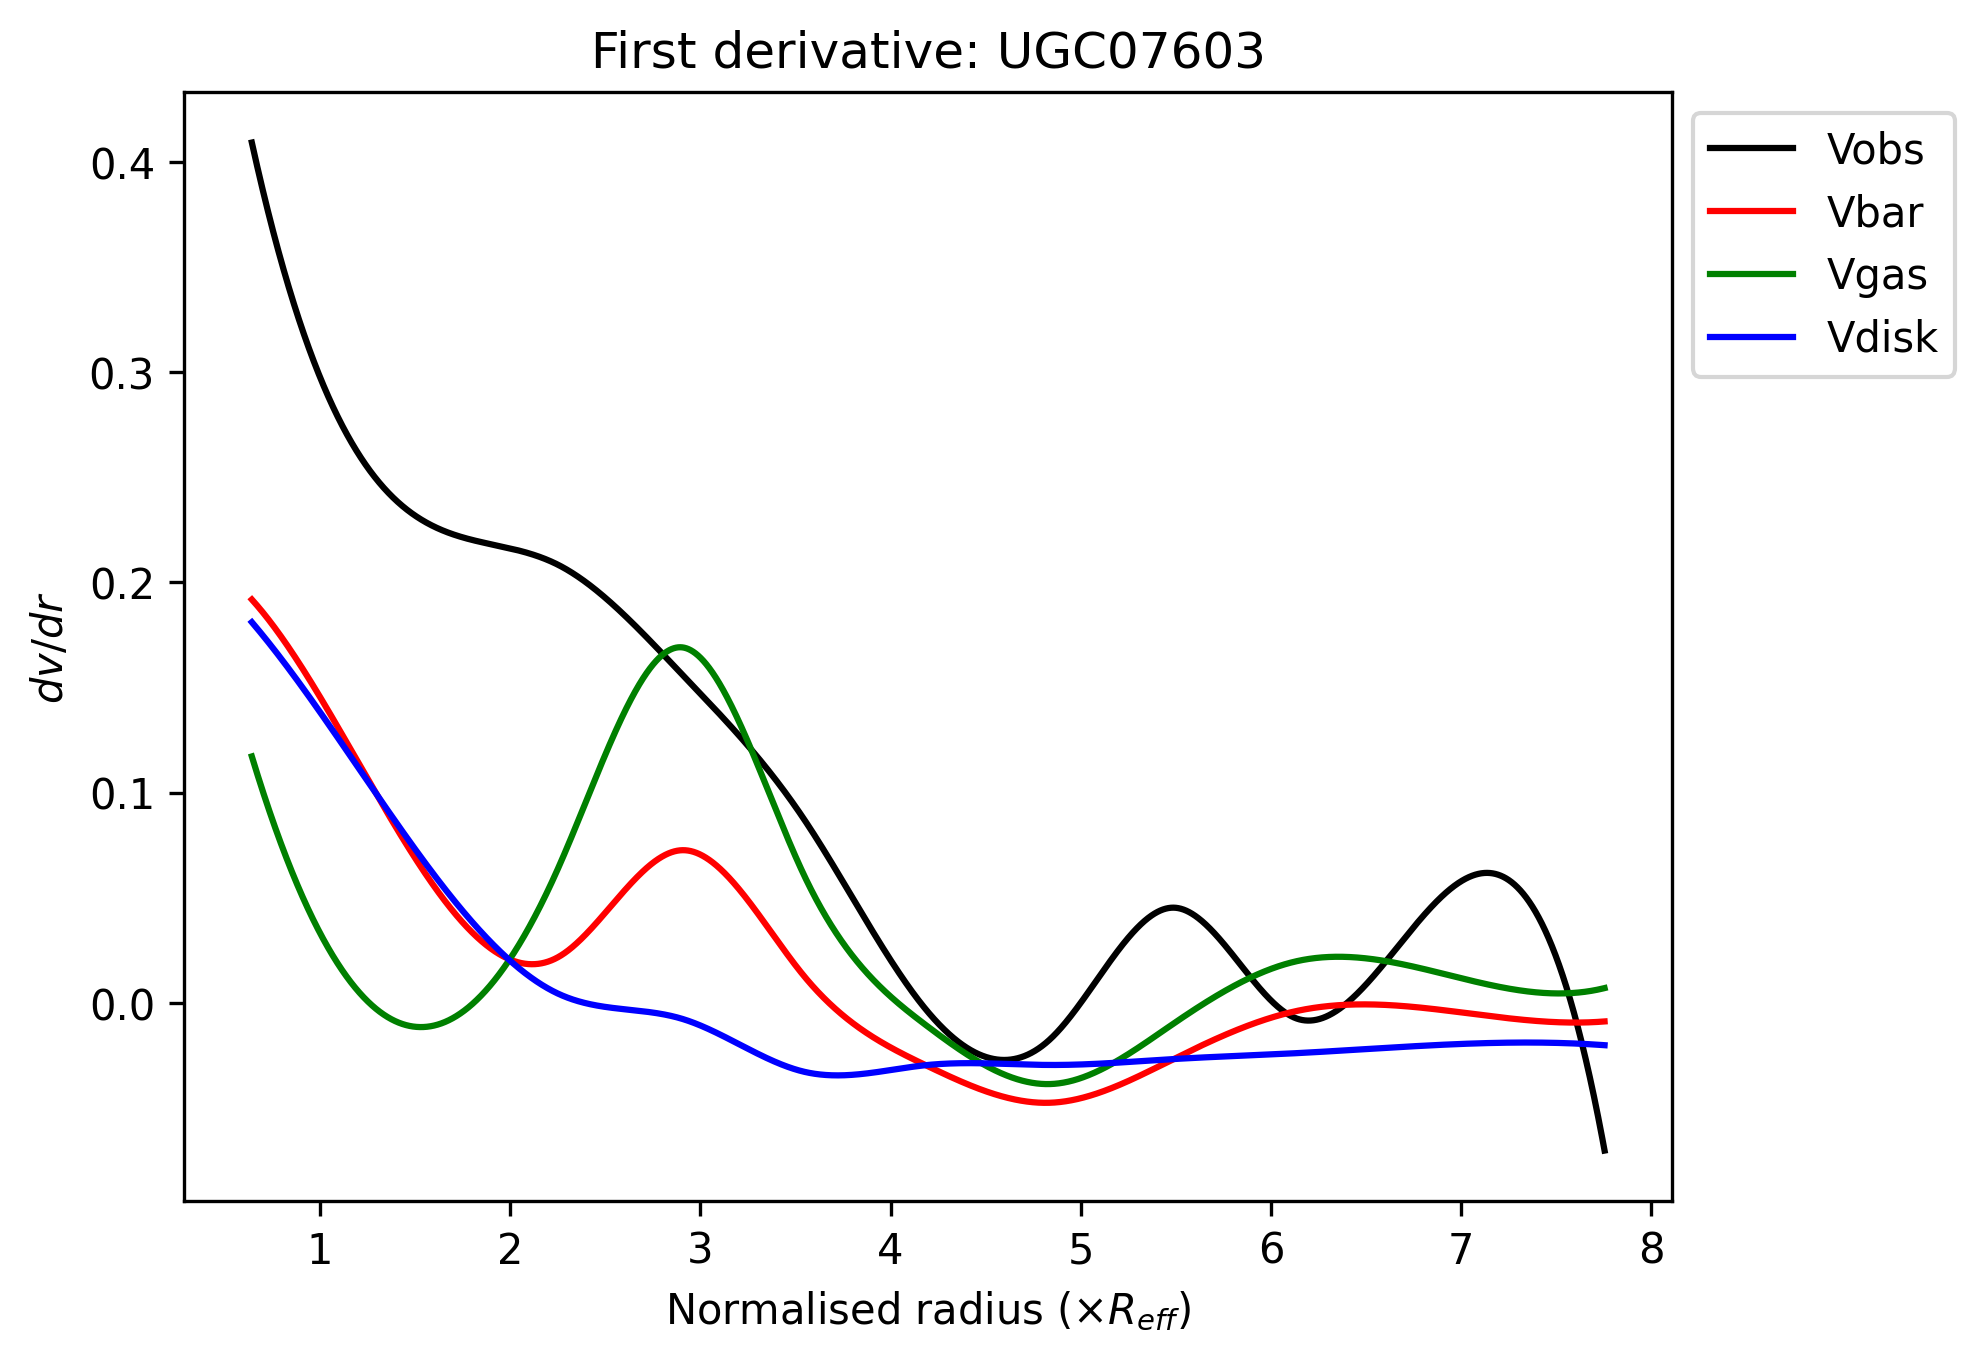 First derivative: UGC07603
0.4
0.3
0.2
0.1
0.0
dv/dr
1 2 3 4 5 6 7 8
Normalised radius (×R_eff)
Vobs
Vbar
Vgas
Vdisk